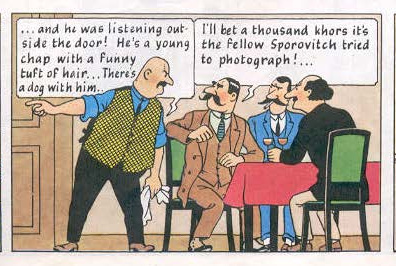 ...and he was listening out-
side the door! He's a young
chap with a funny
tuft of hair...There's
a dog with him..
I'll bet a thousand khors it's
the fellow Sporovitch tried
to photograph!...